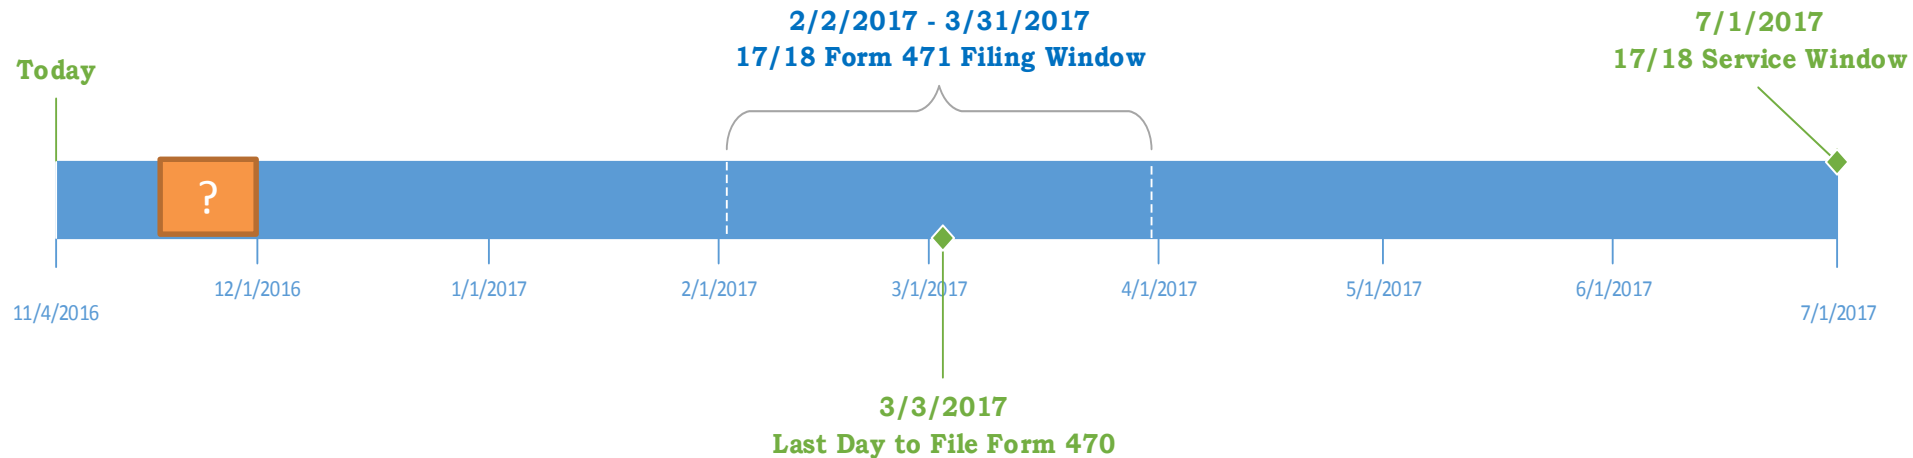 2/2/2017 - 3/31/2017
17/18 Form 471 Filing Window
7/1/2017
17/18 Service Window
Today
?
12/1/2016
1/1/2017
2/1/2017
3/1/2017
4/1/2017
5/1/2017
6/1/2017
11/4/2016
7/1/2017
3/3/2017
Last Day to File Form 470